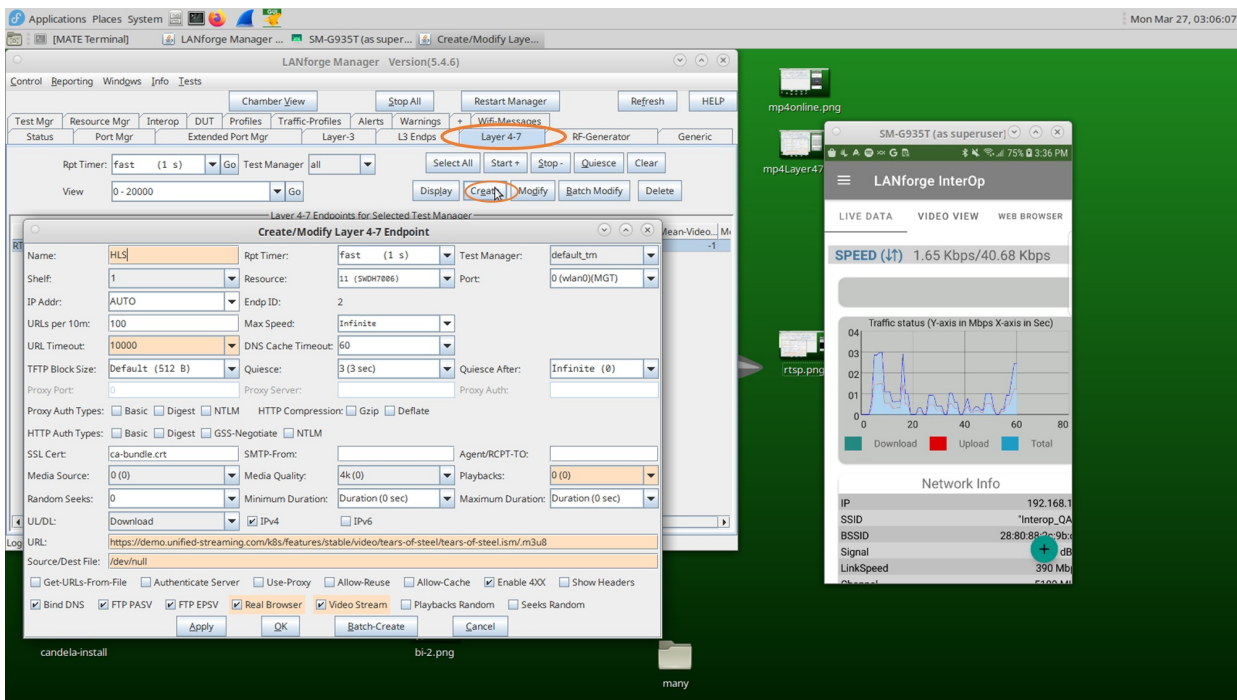 Applications Places System
Mon Mar 27, 03:06:07
[MATE Terminal] LANforge Manager ... SM-G935T (as super... Create/Modify Laye...
LANforge Manager Version(5.4.6)
Control Reporting Windows Info Tests
Chamber View Stop All Restart Manager Refresh HELP
Test Mgr Resource Mgr Interop DUT Profiles Traffic-Profiles Alerts Warnings + Wifi-Messages
Status Port Mgr Extended Port Mgr Layer-3 L3 Endps Layer 4-7 RF-Generator Generic
Rpt Timer: fast (1 s) Go Test Manager all Select All Start + Stop - Quiesce Clear
View 0 - 20000 Go Display Create Modify Batch Modify Delete
Layer 4-7 Endpoints for Selected Test Manager
Mean-Video...
RT -1
Create/Modify Layer 4-7 Endpoint
Name: HLS Rpt Timer: fast (1 s) Test Manager: default_tm
Shelf: 1 Resource: 11 (SWDH7006) Port: 0 (wlan0)(MGT)
IP Addr: AUTO Endp ID: 2
URLs per 10m: 100 Max Speed: Infinite
URL Timeout: 10000 DNS Cache Timeout: 60
TFTP Block Size: Default (512 B) Quiesce: 3 (3 sec) Quiesce After: Infinite (0)
Proxy Port: 0 Proxy Server: Proxy Auth:
Proxy Auth Types: Basic Digest NTLM HTTP Compression: Gzip Deflate
HTTP Auth Types: Basic Digest GSS-Negotiate NTLM
SSL Cert: ca-bundle.crt SMTP-From: Agent/RCPT-TO:
Media Source: 0 (0) Media Quality: 4k (0) Playbacks: 0 (0)
Random Seeks: 0 Minimum Duration: Duration (0 sec) Maximum Duration: Duration (0 sec)
UL/DL: Download IPv4 IPv6
Log
URL: https://demo.unified-streaming.com/k8s/features/stable/video/tears-of-steel/tears-of-steel.ism/.m3u8
Source/Dest File: /dev/null
Get-URLs-From-File Authenticate Server Use-Proxy Allow-Reuse Allow-Cache Enable 4XX Show Headers
Bind DNS FTP PASV FTP EPSV Real Browser Video Stream Playbacks Random Seeks Random
Apply OK Batch-Create Cancel
candela-install
bi-2.png
many
mp4online.png
mp4Layer47
rtsp.png
SM-G935T (as superuser)
75% 3:36 PM
LANforge InterOp
LIVE DATA VIDEO VIEW WEB BROWSER
SPEED (↓↑) 1.65 Kbps/40.68 Kbps
Traffic status (Y-axis in Mbps X-axis in Sec)
04
03
02
01
0
0 20 40 60 80
Download Upload Total
Network Info
IP 192.168.1
SSID "Interop_QA
BSSID 28:80:88:2c:9b:
Signal dB
LinkSpeed 390 Mb
Channel 5180 M